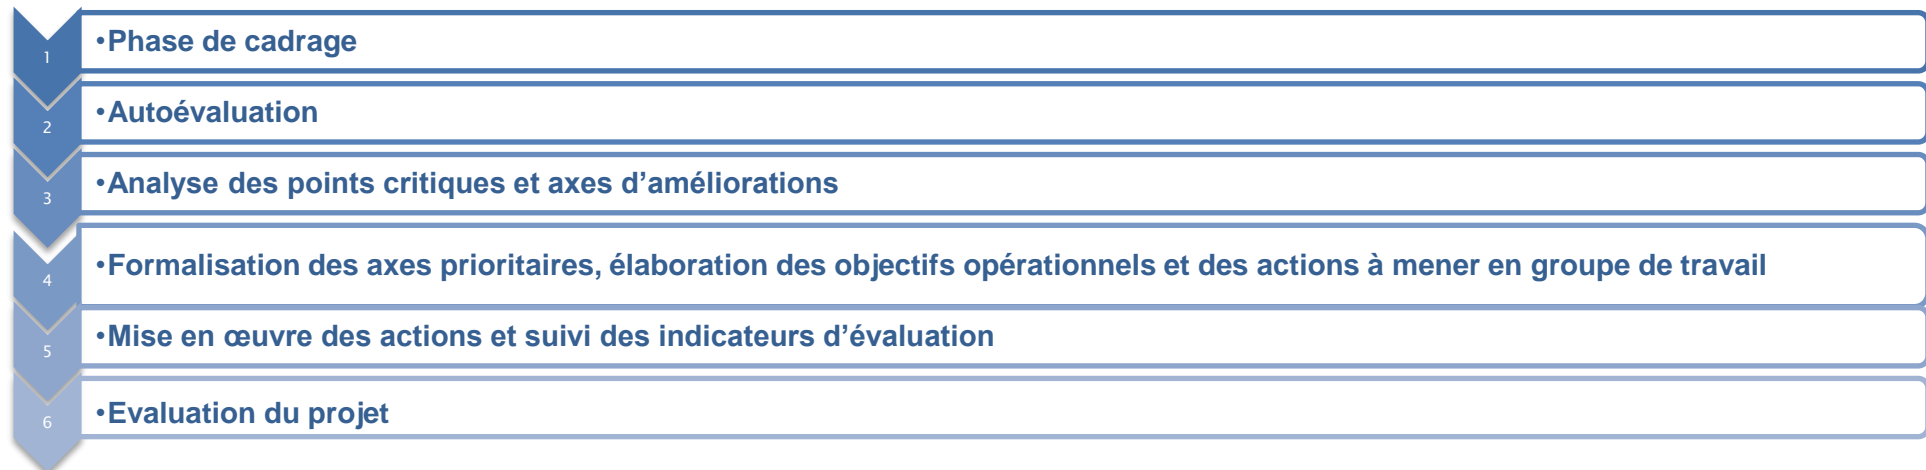 1
•Phase de cadrage
2
•Autoévaluation
3
•Analyse des points critiques et axes d’améliorations
4
•Formalisation des axes prioritaires, élaboration des objectifs opérationnels et des actions à mener en groupe de travail
5
•Mise en œuvre des actions et suivi des indicateurs d’évaluation
6
•Evaluation du projet